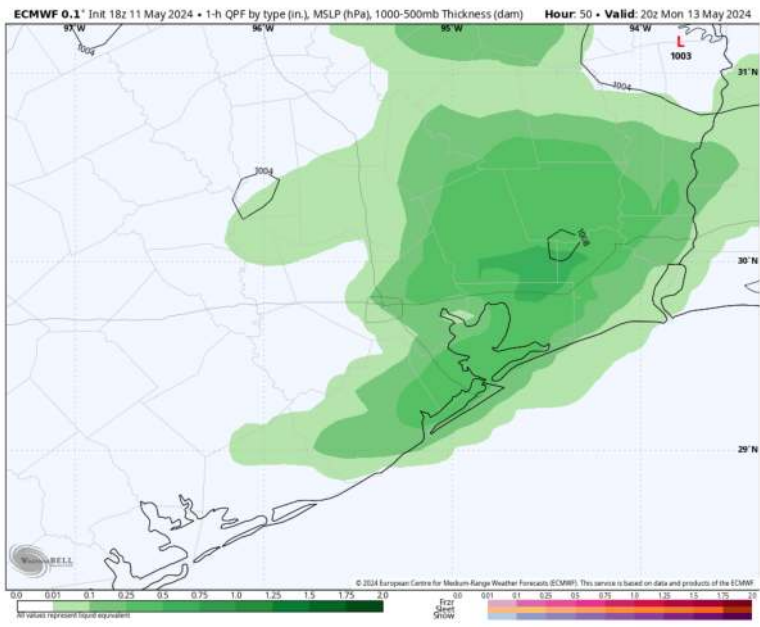 ECMWF 0.1° Init 18z 11 May 2024 • 1-h QPF by type (in.), MSLP (hPa), 1000-500mb Thickness (dam) Hour: 50 • Valid: 20z Mon 13 May 2024
97°W 96°W 95°W 94°W
1004
L
1003
31°N
1004
1004
1008
30°N
29°N
WeatherBELL
© 2024 European Centre for Medium-Range Weather Forecasts (ECMWF). This service is based on data and products of the ECMWF
0.0 0.01 0.1 0.25 0.5 0.75 1.0 1.25 1.5 1.75 2.0
0.0 0.01 0.1 0.25 0.5 0.75 1.0 1.25 1.5 1.75 2.0
All values represent liquid equivalent
Frzr
Sleet
Snow